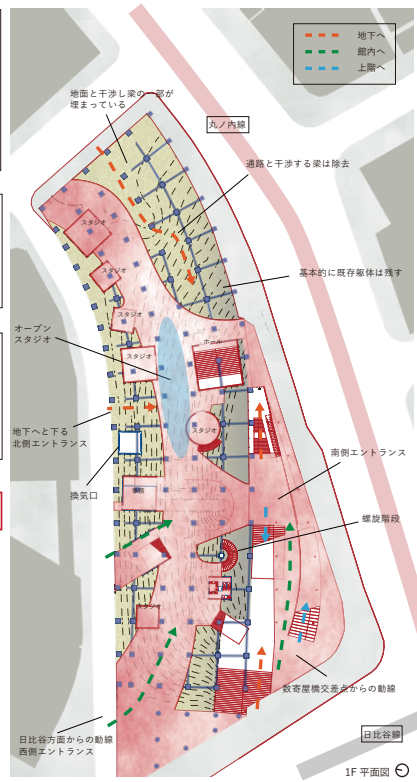 地下へ
館内へ
上階へ
地面と干渉し梁の一部が
埋まっている
丸ノ内線
通路と干渉する梁は除去
スタジオ
スタジオ
基本的に既存躯体は残す
スタジオ
オープン
スタジオ
ホール
スタジオ
スタジオ
地下へと下る
北側エントランス
南側エントランス
換気口
螺旋階段
スタジオ
数寄屋橋交差点からの動線
日比谷方面からの動線
西側エントランス
日比谷線
1F 平面図